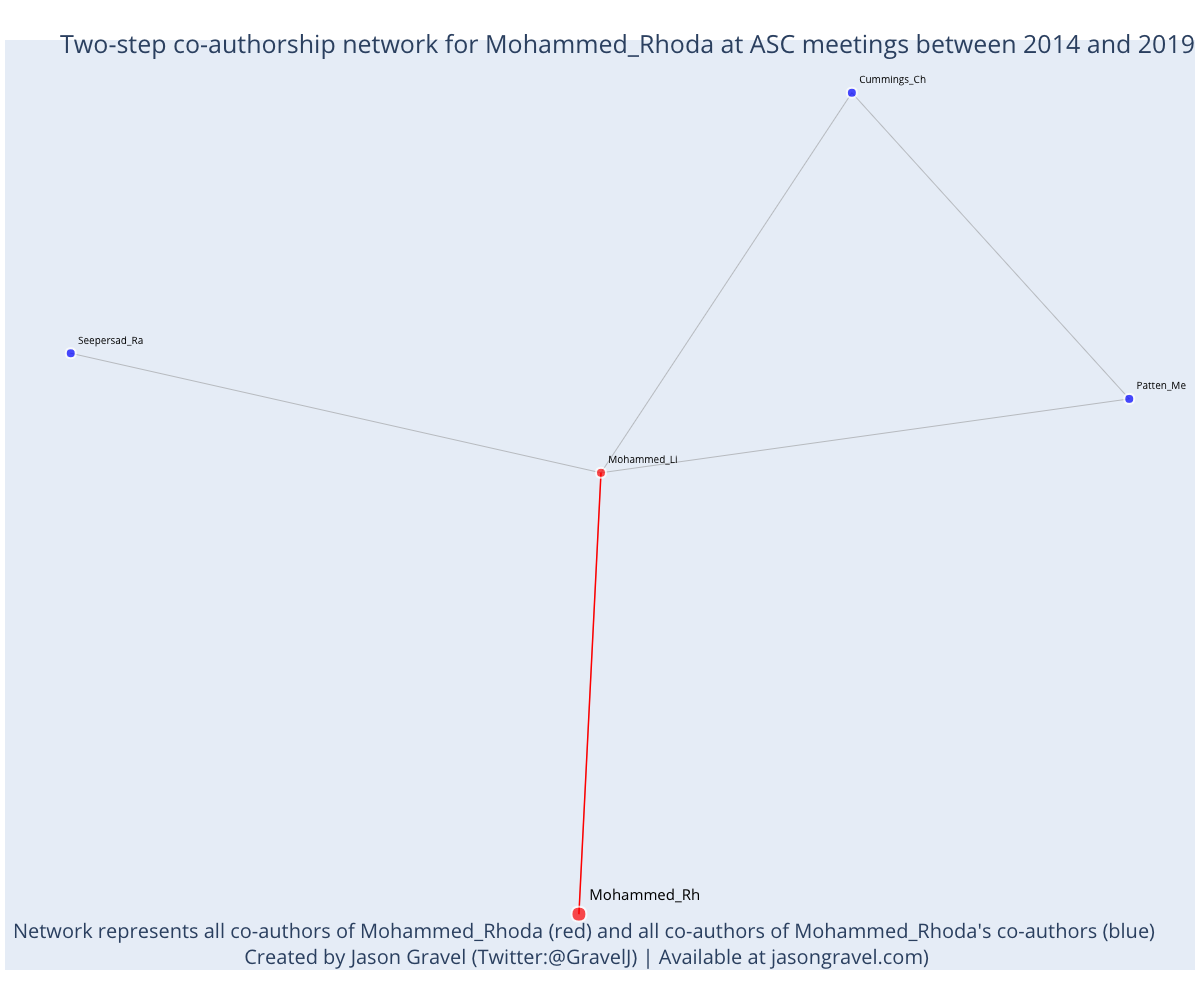 Two-step co-authorship network for Mohammed_Rhoda at ASC meetings between 2014 and 2019
Cummings_Ch
Seepersad_Ra
Patten_Me
Mohammed_Li
Mohammed_Rh
Network represents all co-authors of Mohammed_Rhoda (red) and all co-authors of Mohammed_Rhoda's co-authors (blue)
Created by Jason Gravel (Twitter:@GravelJ) | Available at jasongravel.com)